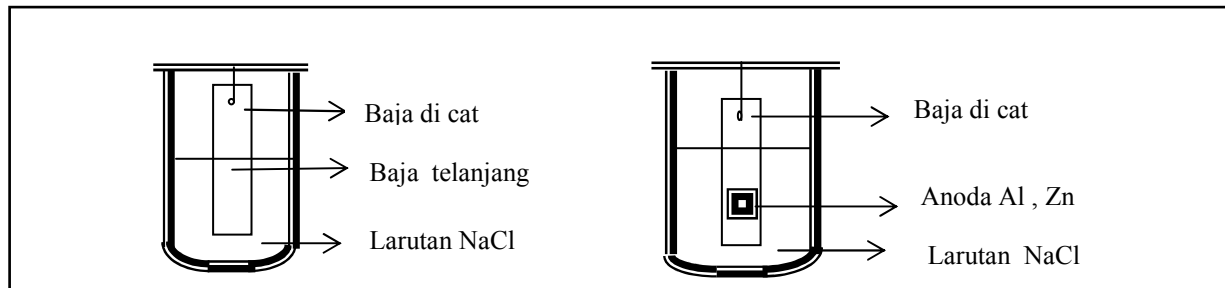 Baja di cat
Baja telanjang
Larutan NaCl
Baja di cat
Anoda Al , Zn
Larutan NaCl